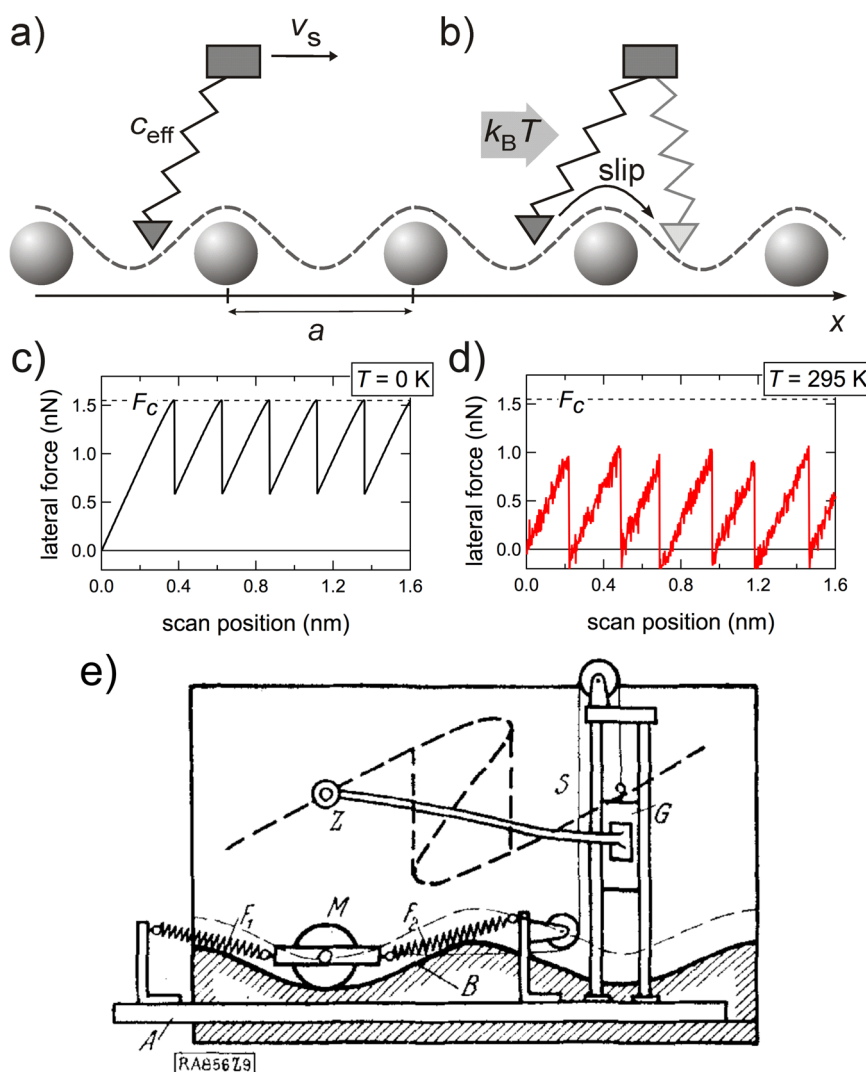 a)
v_s
b)
c_eff
k_B T
slip
a
x
c)
d)
T = 0 K
T = 295 K
F_c
F_c
lateral force (nN)
1.5
1.0
0.5
0.0
0.0 0.4 0.8 1.2 1.6
scan position (nm)
lateral force (nN)
1.5
1.0
0.5
0.0
0.0 0.4 0.8 1.2 1.6
scan position (nm)
e)
Z
S
G
F_1
M
F_2
B
A
RA856Z9